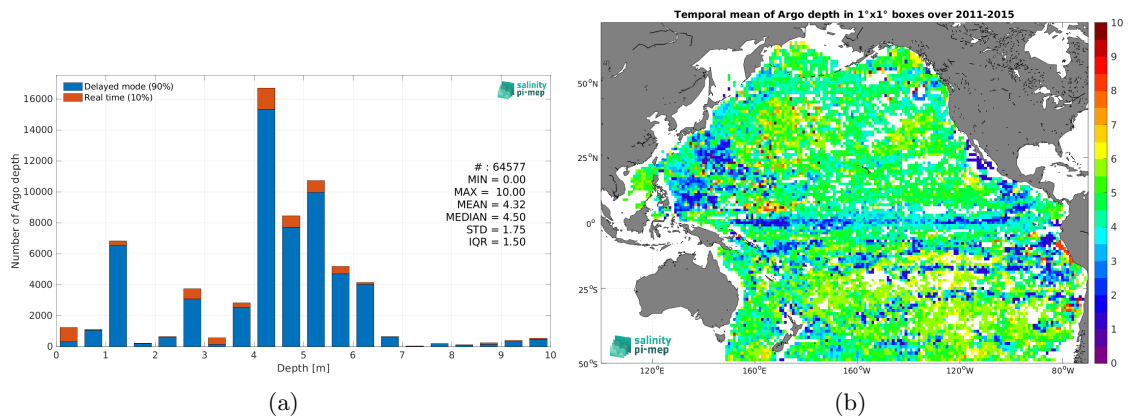 Delayed mode (90%)
Real time (10%)
salinity
pi-mep
16000
14000
12000
10000
8000
6000
4000
2000
0
Number of Argo depth
# : 64577
MIN = 0.00
MAX = 10.00
MEAN = 4.32
MEDIAN = 4.50
STD = 1.75
IQR = 1.50
0 1 2 3 4 5 6 7 8 9 10
Depth [m]
(a)
Temporal mean of Argo depth in 1°x1° boxes over 2011-2015
50°N
25°N
0°
25°S
50°S
120°E 160°E 160°W 120°W 80°W
salinity
pi-mep
10
9
8
7
6
5
4
3
2
1
0
(b)